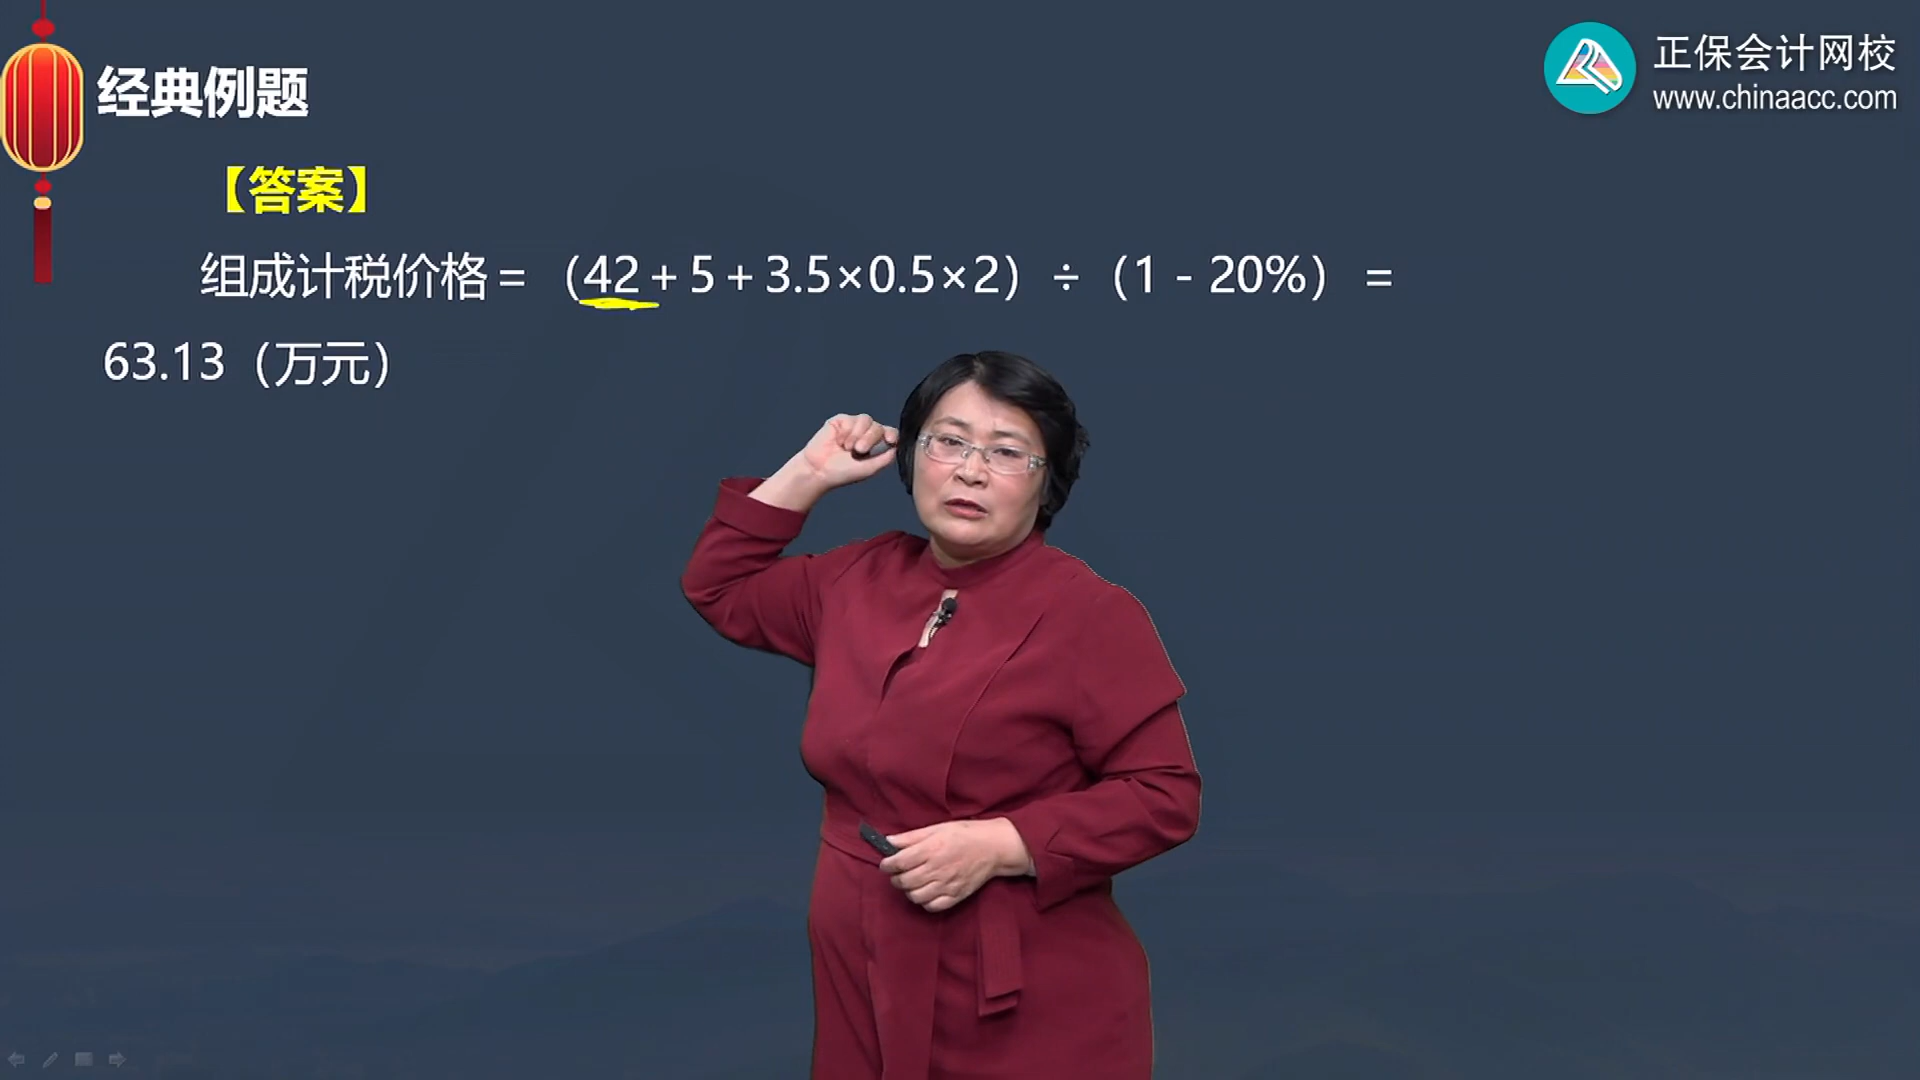 正保会计网校
www.chinaacc.com
经典例题
【答案】
组成计税价格=（42+5+3.5×0.5×2）÷（1-20%）=
63.13（万元）